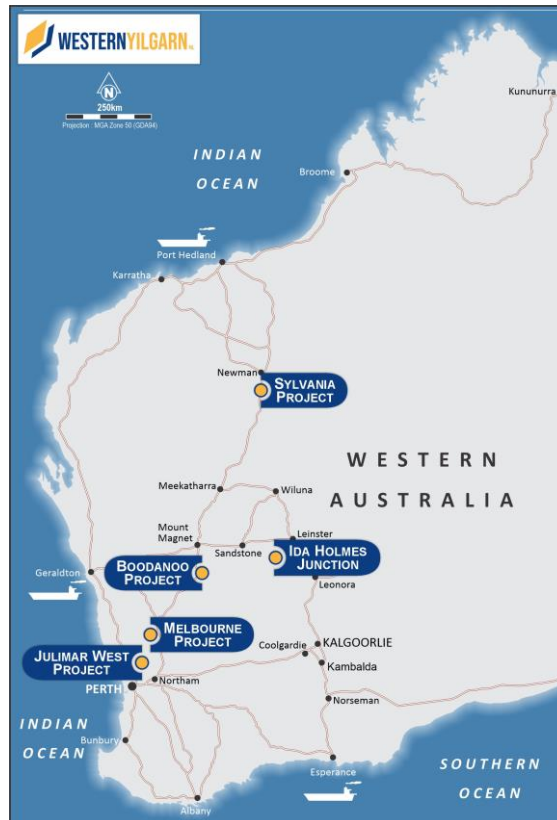 WESTERNYILGARN NL
N
250km
Projection : MGA Zone 50 (GDA94)
Kununurra
INDIAN
OCEAN
Broome
Port Hedland
Karratha
Newman
SYLVANIA
PROJECT
WESTERN
AUSTRALIA
Meekatharra
Wiluna
Mount
Magnet
Sandstone
Leinster
IDA HOLMES
JUNCTION
BOODANOO
PROJECT
Geraldton
Leonora
MELBOURNE
PROJECT
KALGOORLIE
Coolgardie
Kambalda
JULIMAR WEST
PROJECT
Northam
PERTH
Norseman
INDIAN
OCEAN
Bunbury
Esperance
SOUTHERN
OCEAN
Albany